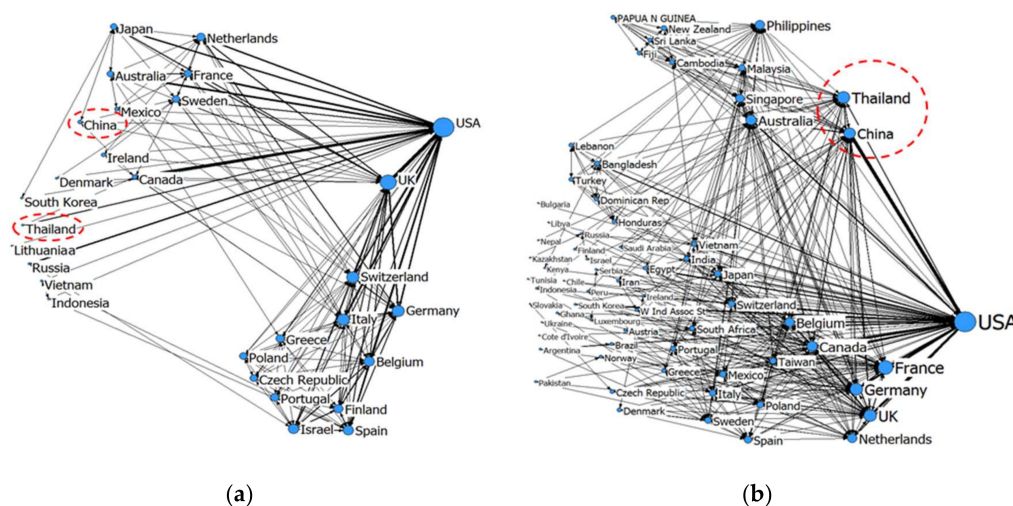 Japan
Netherlands
Australia
France
Mexico
Sweden
China
USA
Ireland
Denmark
Canada
UK
South Korea
Thailand
Lithuaniaa
Russia
Vietnam
Indonesia
Switzerland
Germany
Italy
Greece
Poland
Belgium
Czech Republic
Portugal
Finland
Israel
Spain
(a)
PAPUA N GUINEA
Philippines
New Zealand
Sri Lanka
Fiji
Cambodia
Malaysia
Singapore
Thailand
Australia
China
Lebanon
Bangladesh
Turkey
Dominican Rep
Bulgaria
Honduras
Libya
Russia
Nepal
Finland
Saudi Arabia
Vietnam
Kazakhstan
Israel
India
Kenya
Serbia
Egypt
Japan
Tunisia
Chile
Iran
Indonesia
Peru
Ireland
Slovakia
South Korea
W Ind Assoc St
Switzerland
Ghana
Luxembourg
USA
Ukraine
Austria
South Africa
Belgium
Cote d'Ivoire
Brazil
Portugal
Canada
Argentina
Norway
Taiwan
France
Greece
Mexico
Pakistan
Czech Republic
Italy
Germany
Denmark
Poland
Sweden
UK
Spain
Netherlands
(b)